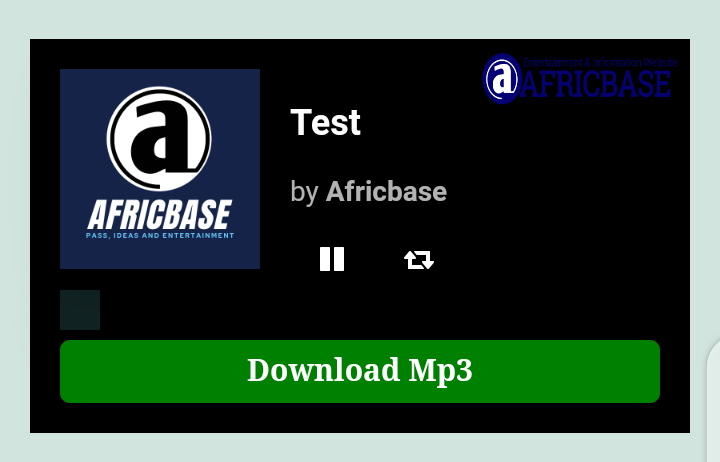 Entertainment & Information Website
a AFRICBASE
a
AFRICBASE
PASS, IDEAS AND ENTERTAINMENT
Test
by Africbase
Download Mp3